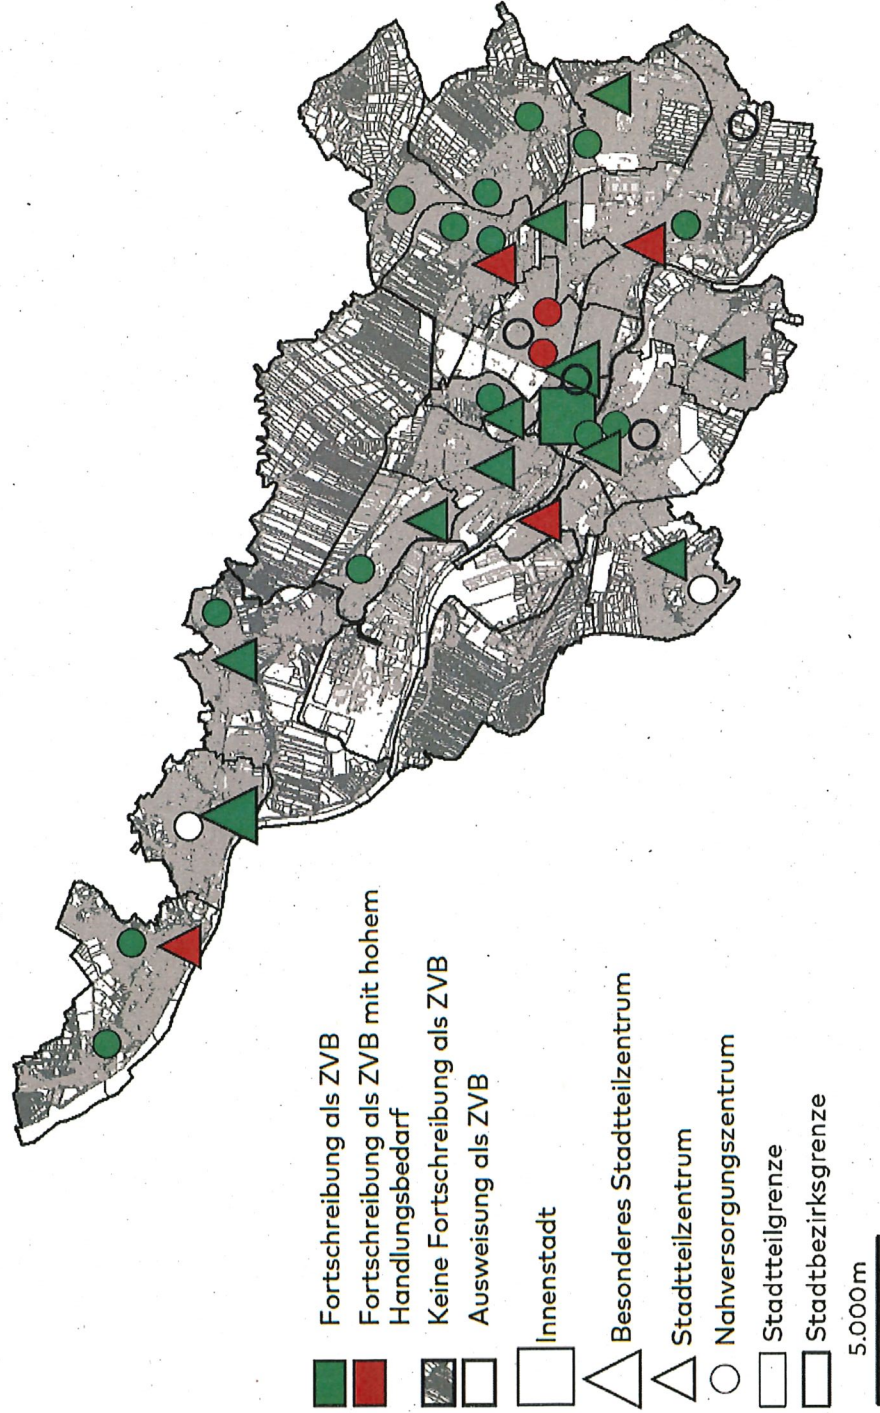 Fortschreibung als ZVB
Fortschreibung als ZVB mit hohem
Handlungsbedarf
Keine Fortschreibung als ZVB
Ausweisung als ZVB
Innenstadt
Besonderes Stadtteilzentrum
Stadtteilzentrum
Nahversorgungszentrum
Stadtteilgrenze
Stadtbezirksgrenze
5.000m